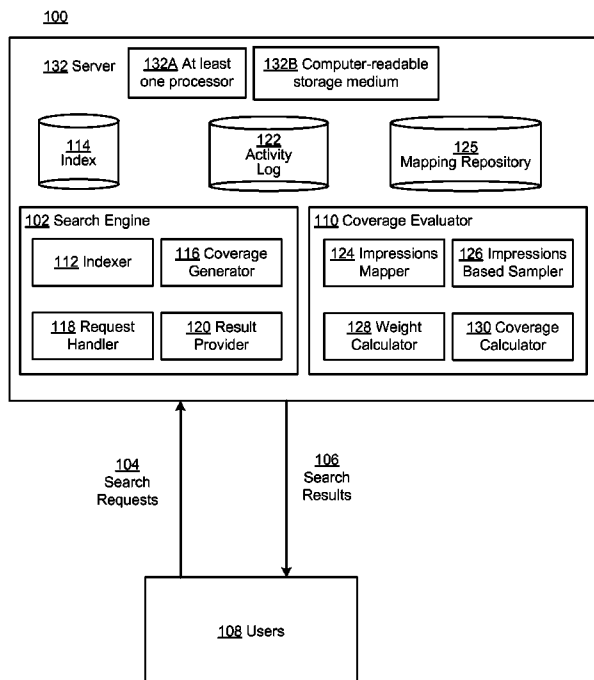 100
132 Server
132A At least
one processor
132B Computer-readable
storage medium
114
Index
122
Activity
Log
125
Mapping Repository
102 Search Engine
112 Indexer
116 Coverage
Generator
118 Request
Handler
120 Result
Provider
110 Coverage Evaluator
124 Impressions
Mapper
126 Impressions
Based Sampler
128 Weight
Calculator
130 Coverage
Calculator
104
Search
Requests
106
Search
Results
108 Users